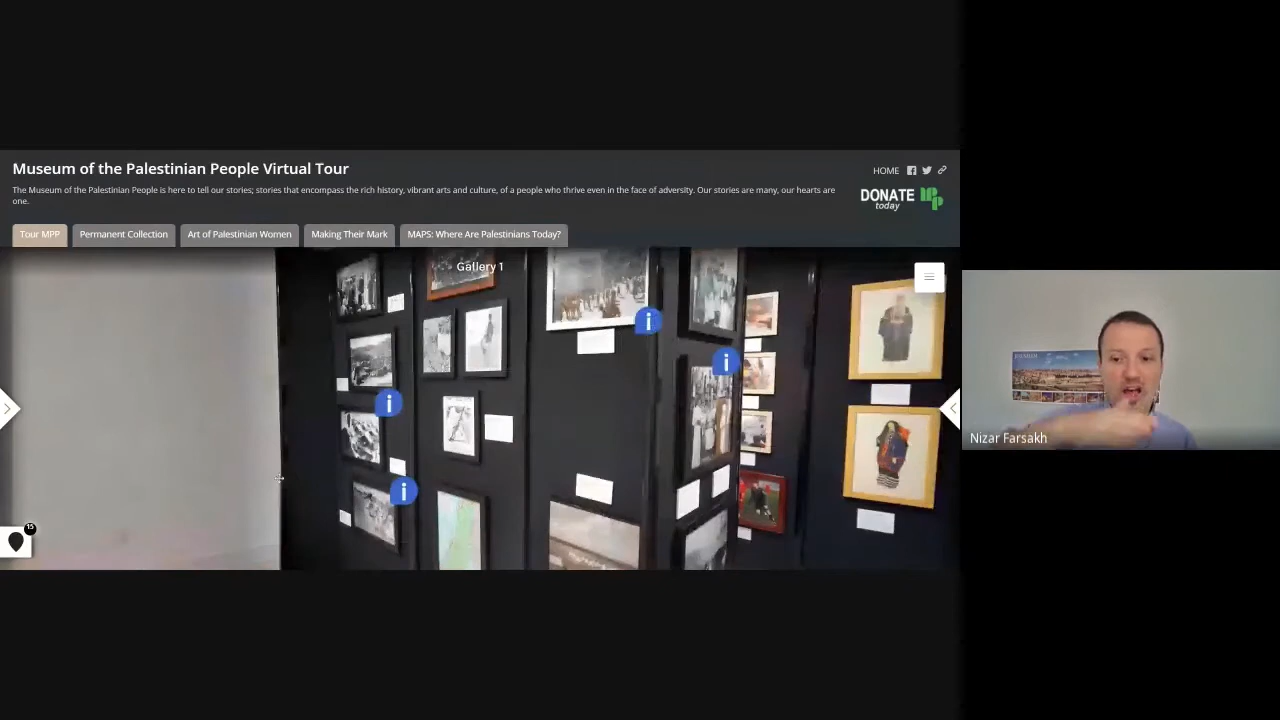 Museum of the Palestinian People Virtual Tour
The Museum of the Palestinian People is here to tell our stories; stories that encompass the rich history, vibrant arts and culture, of a people who thrive even in the face of adversity. Our stories are many, our hearts are
one.
HOME
DONATE
today
Tour MPP
Permanent Collection
Art of Palestinian Women
Making Their Mark
MAPS: Where Are Palestinians Today?
Gallery 1
i
i
i
i
15
JERUSALEM
Nizar Farsakh